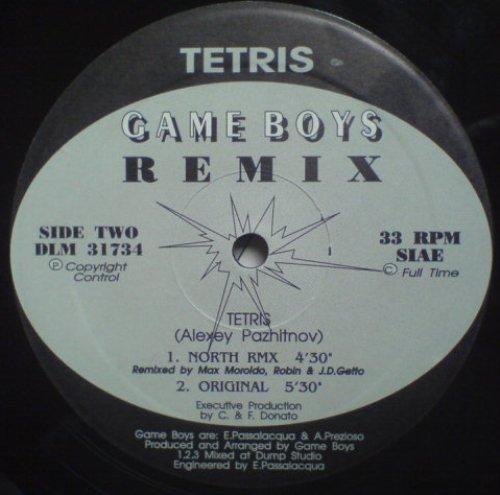 TETRIS
GAME BOYS
REMIX
SIDE TWO
DLM 31734
Ⓟ Copyright
Control
33 RPM
SIAE
© Full Time
TETRIS
(Alexey Pazhitnov)
1. NORTH RMX 4'30"
Remixed by Max Moroldo, Robin & J.D.Getto
2. ORIGINAL 5'30"
Executive Production
by C. & F. Donato
Game Boys are: E.Passalacqua & A.Prezioso
Produced and Arranged by Game Boys
1,2,3 Mixed at Dump Studio
Engineered by E.Passalacqua